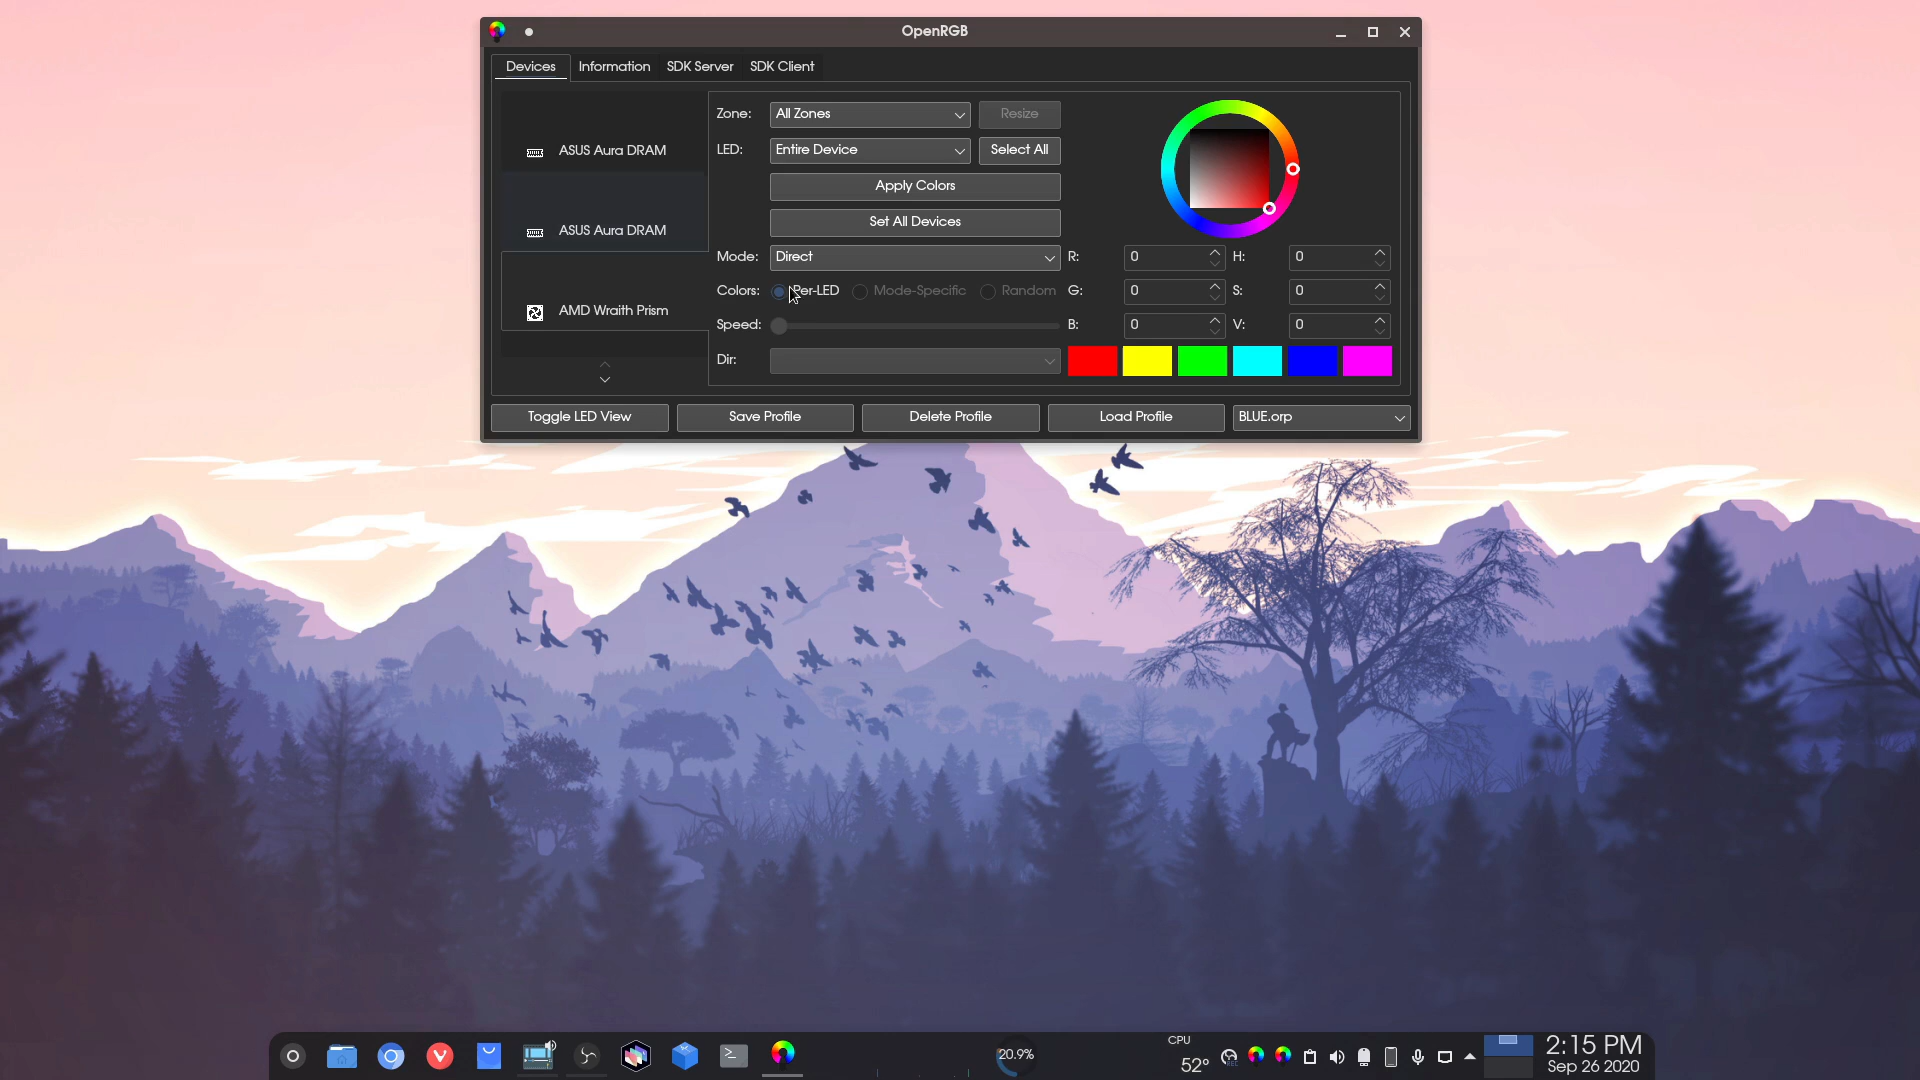 OpenRGB
Devices Information SDK Server SDK Client
Zone: All Zones Resize
ASUS Aura DRAM
LED: Entire Device Select All
Apply Colors
Set All Devices
ASUS Aura DRAM
Mode: Direct R: 0 H: 0
Colors: Per-LED Mode-Specific Random G: 0 S: 0
AMD Wraith Prism
Speed: B: 0 V: 0
Dir:
Toggle LED View Save Profile Delete Profile Load Profile BLUE.orp
20.9%
CPU
52°
2:15 PM
Sep 26 2020